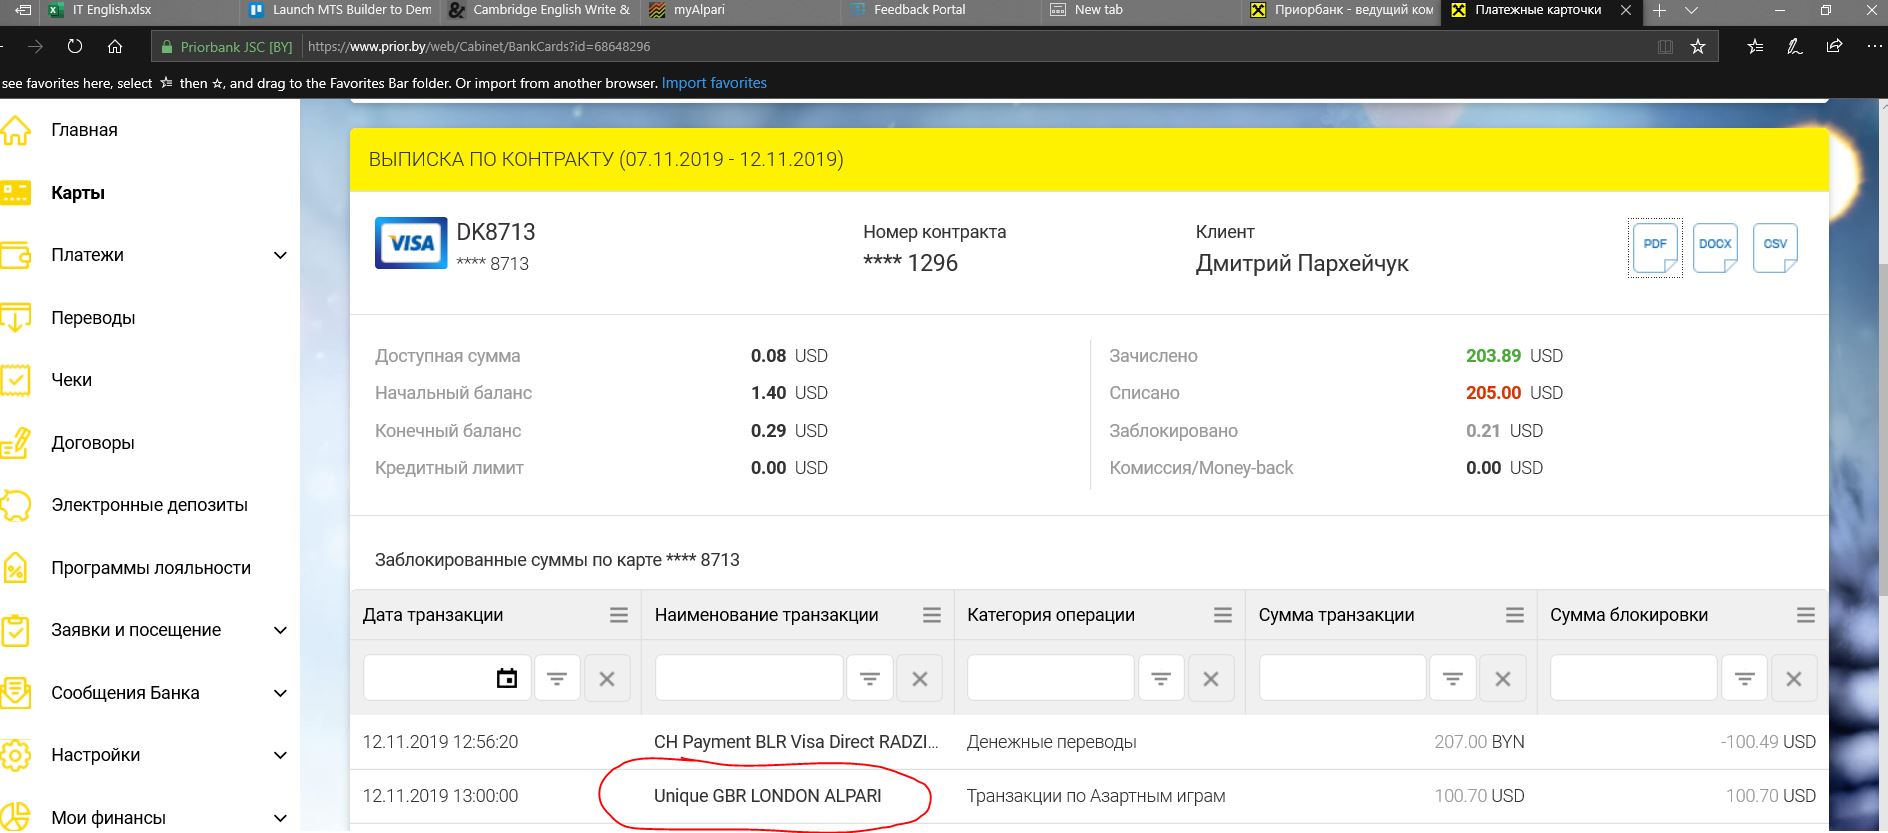 IT English.xlsx Launch MTS Builder to Dem Cambridge English Write & myAlpari Feedback Portal New tab Приорбанк - ведущий ком Платежные карточки
Priorbank JSC [BY] https://www.prior.by/web/Cabinet/BankCards?id=68648296
see favorites here, select then , and drag to the Favorites Bar folder. Or import from another browser. Import favorites
Главная
Карты
Платежи
Переводы
Чеки
Договоры
Электронные депозиты
Программы лояльности
Заявки и посещение
Сообщения Банка
Настройки
Мои финансы
ВЫПИСКА ПО КОНТРАКТУ (07.11.2019 - 12.11.2019)
VISA DK8713 Номер контракта Клиент PDF DOCX CSV
**** 8713 **** 1296 Дмитрий Пархейчук
Доступная сумма 0.08 USD Зачислено 203.89 USD
Начальный баланс 1.40 USD Списано 205.00 USD
Конечный баланс 0.29 USD Заблокировано 0.21 USD
Кредитный лимит 0.00 USD Комиссия/Money-back 0.00 USD
Заблокированные суммы по карте **** 8713
Дата транзакции Наименование транзакции Категория операции Сумма транзакции Сумма блокировки
12.11.2019 12:56:20 CH Payment BLR Visa Direct RADZI... Денежные переводы 207.00 BYN -100.49 USD
12.11.2019 13:00:00 Unique GBR LONDON ALPARI Транзакции по Азартным играм 100.70 USD 100.70 USD